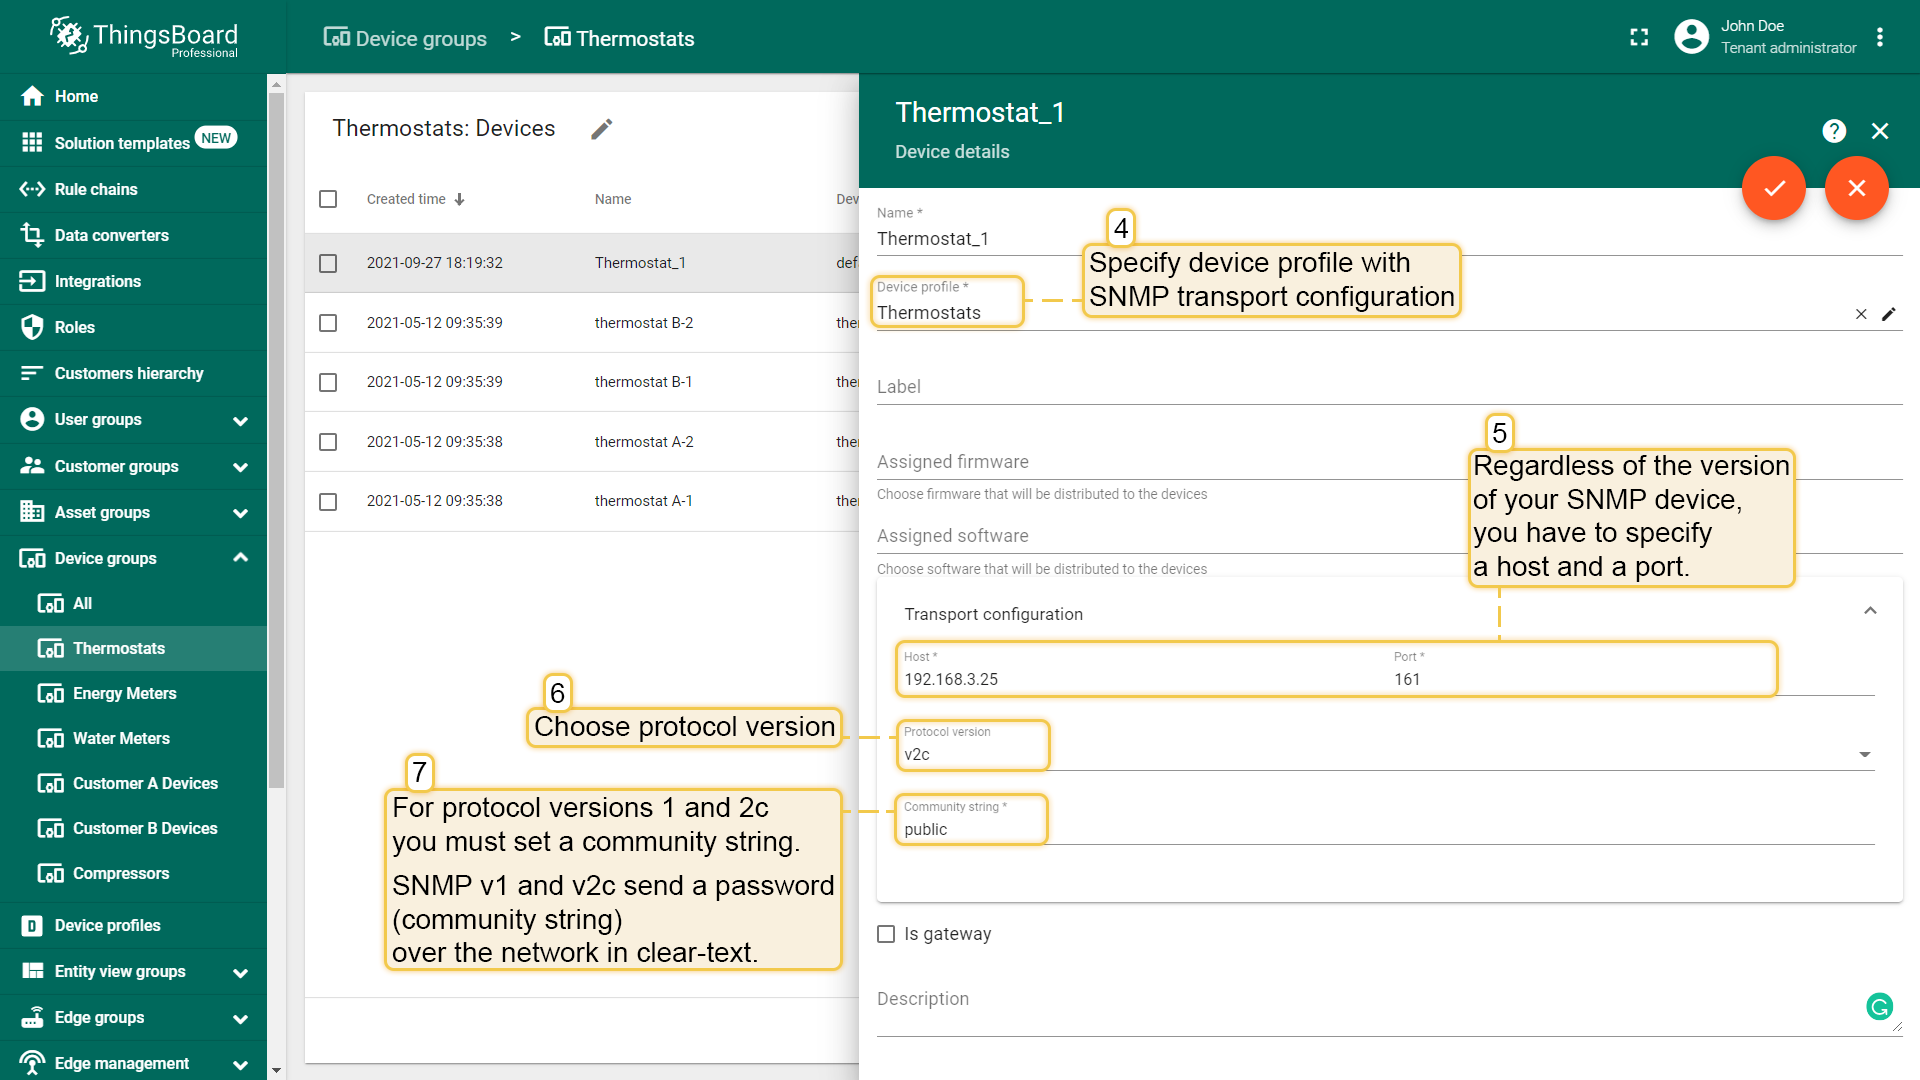 ThingsBoard
Professional
Device groups > Thermostats
John Doe
Tenant administrator
Home
Solution templates NEW
Rule chains
Data converters
Integrations
Roles
Customers hierarchy
User groups
Customer groups
Asset groups
Device groups
All
Thermostats
Energy Meters
Water Meters
Customer A Devices
Customer B Devices
Compressors
Device profiles
Entity view groups
Edge groups
Edge management
Thermostats: Devices
Created time Name Dev
2021-09-27 18:19:32 Thermostat_1 def
2021-05-12 09:35:39 thermostat B-2 the
2021-05-12 09:35:39 thermostat B-1 the
2021-05-12 09:35:38 thermostat A-2 the
2021-05-12 09:35:38 thermostat A-1 the
6
Choose protocol version
7
For protocol versions 1 and 2c
you must set a community string.
SNMP v1 and v2c send a password
(community string)
over the network in clear-text.
Thermostat_1
Device details
Name *
Thermostat_1
4
Specify device profile with
SNMP transport configuration
Device profile *
Thermostats
Label
5
Regardless of the version
of your SNMP device,
you have to specify
a host and a port.
Assigned firmware
Choose firmware that will be distributed to the devices
Assigned software
Choose software that will be distributed to the devices
Transport configuration
Host * Port *
192.168.3.25 161
Protocol version
v2c
Community string *
public
Is gateway
Description